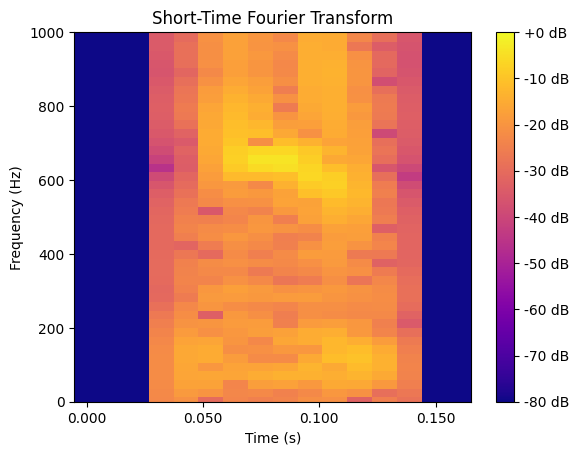 Short-Time Fourier Transform
1000
800
600
400
200
0
Frequency (Hz)
0.000
0.050
0.100
0.150
Time (s)
+0 dB
-10 dB
-20 dB
-30 dB
-40 dB
-50 dB
-60 dB
-70 dB
-80 dB